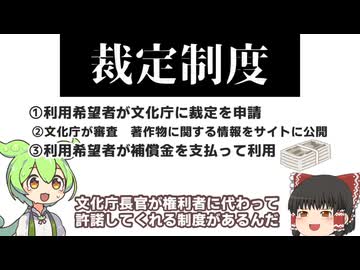 裁定制度
①利用希望者が文化庁に裁定を申請
②文化庁が審査 著作物に関する情報をサイトに公開
③利用希望者が補償金を支払って利用
文化庁長官が権利者に代わって
許諾してくれる制度があるんだ